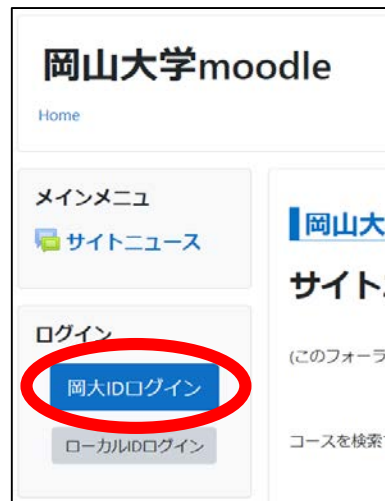 岡山大学moodle
Home
メインメニュ
サイトニュース
ログイン
岡大IDログイン
ローカルIDログイン
岡山大
サイト
(このフォーラ
コースを検索